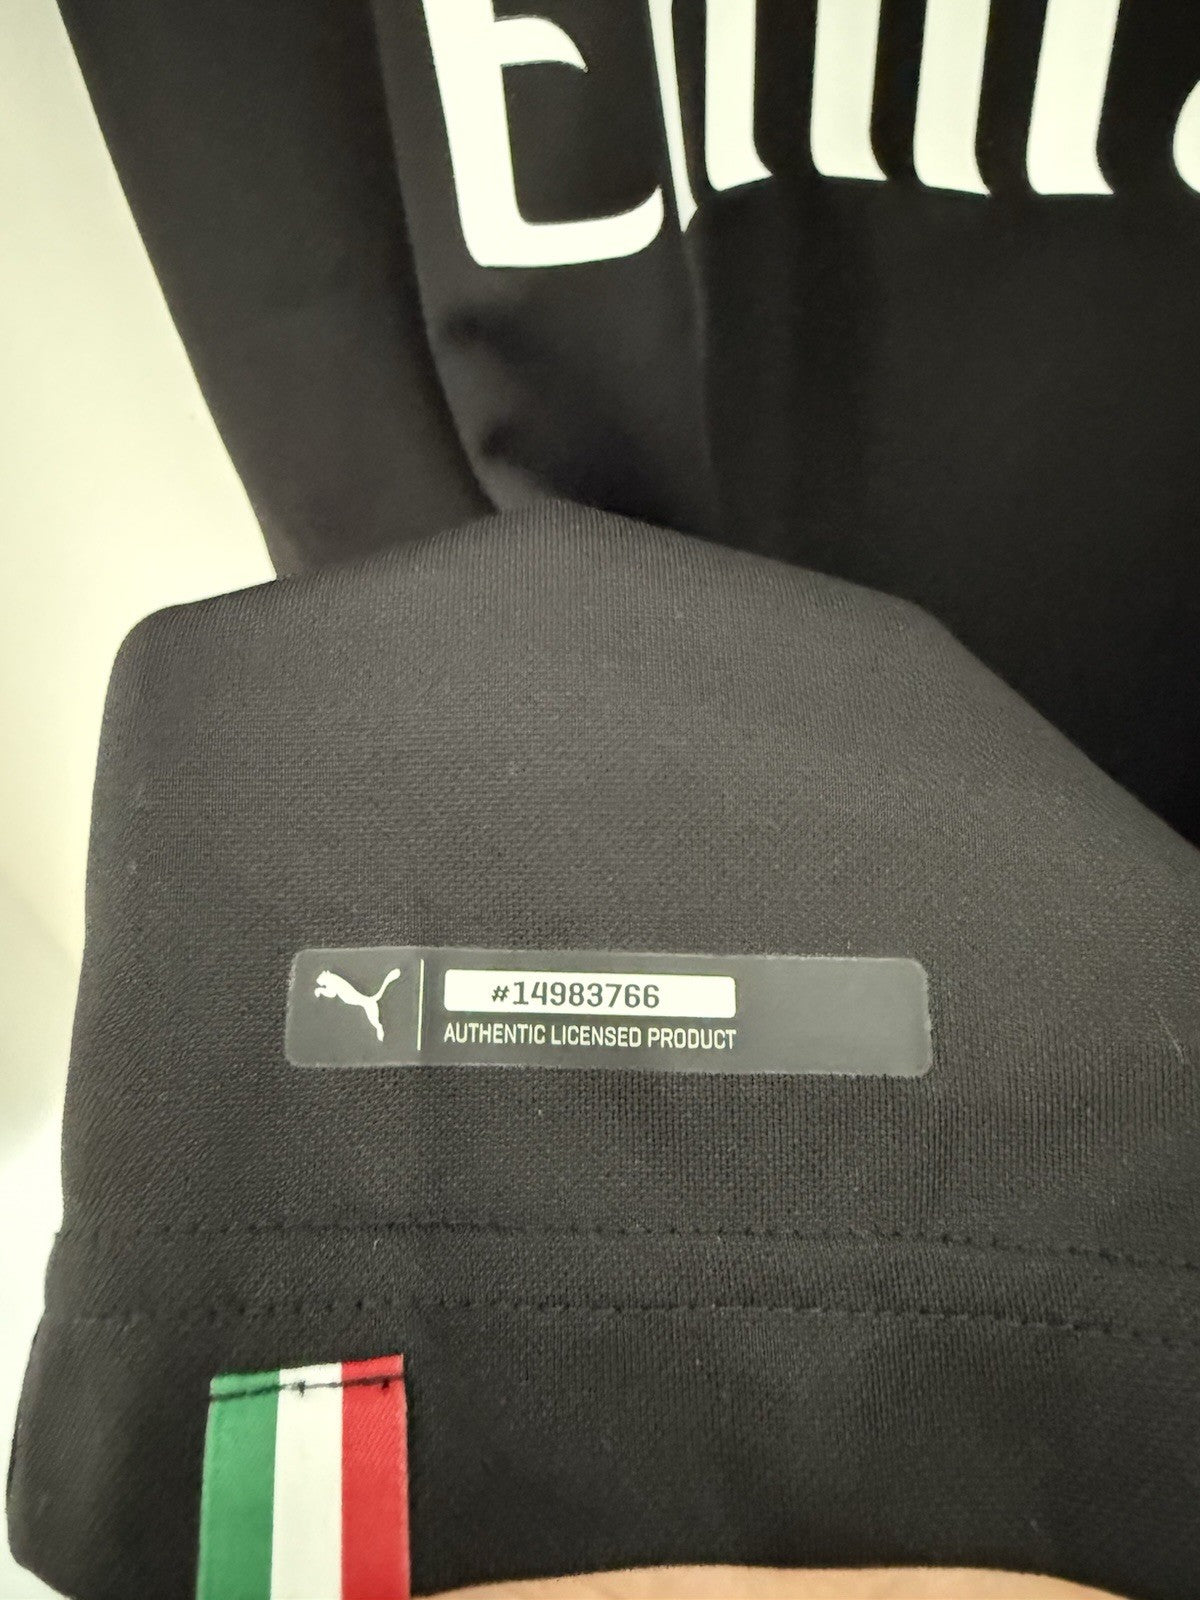 #14983766
AUTHENTIC LICENSED PRODUCT